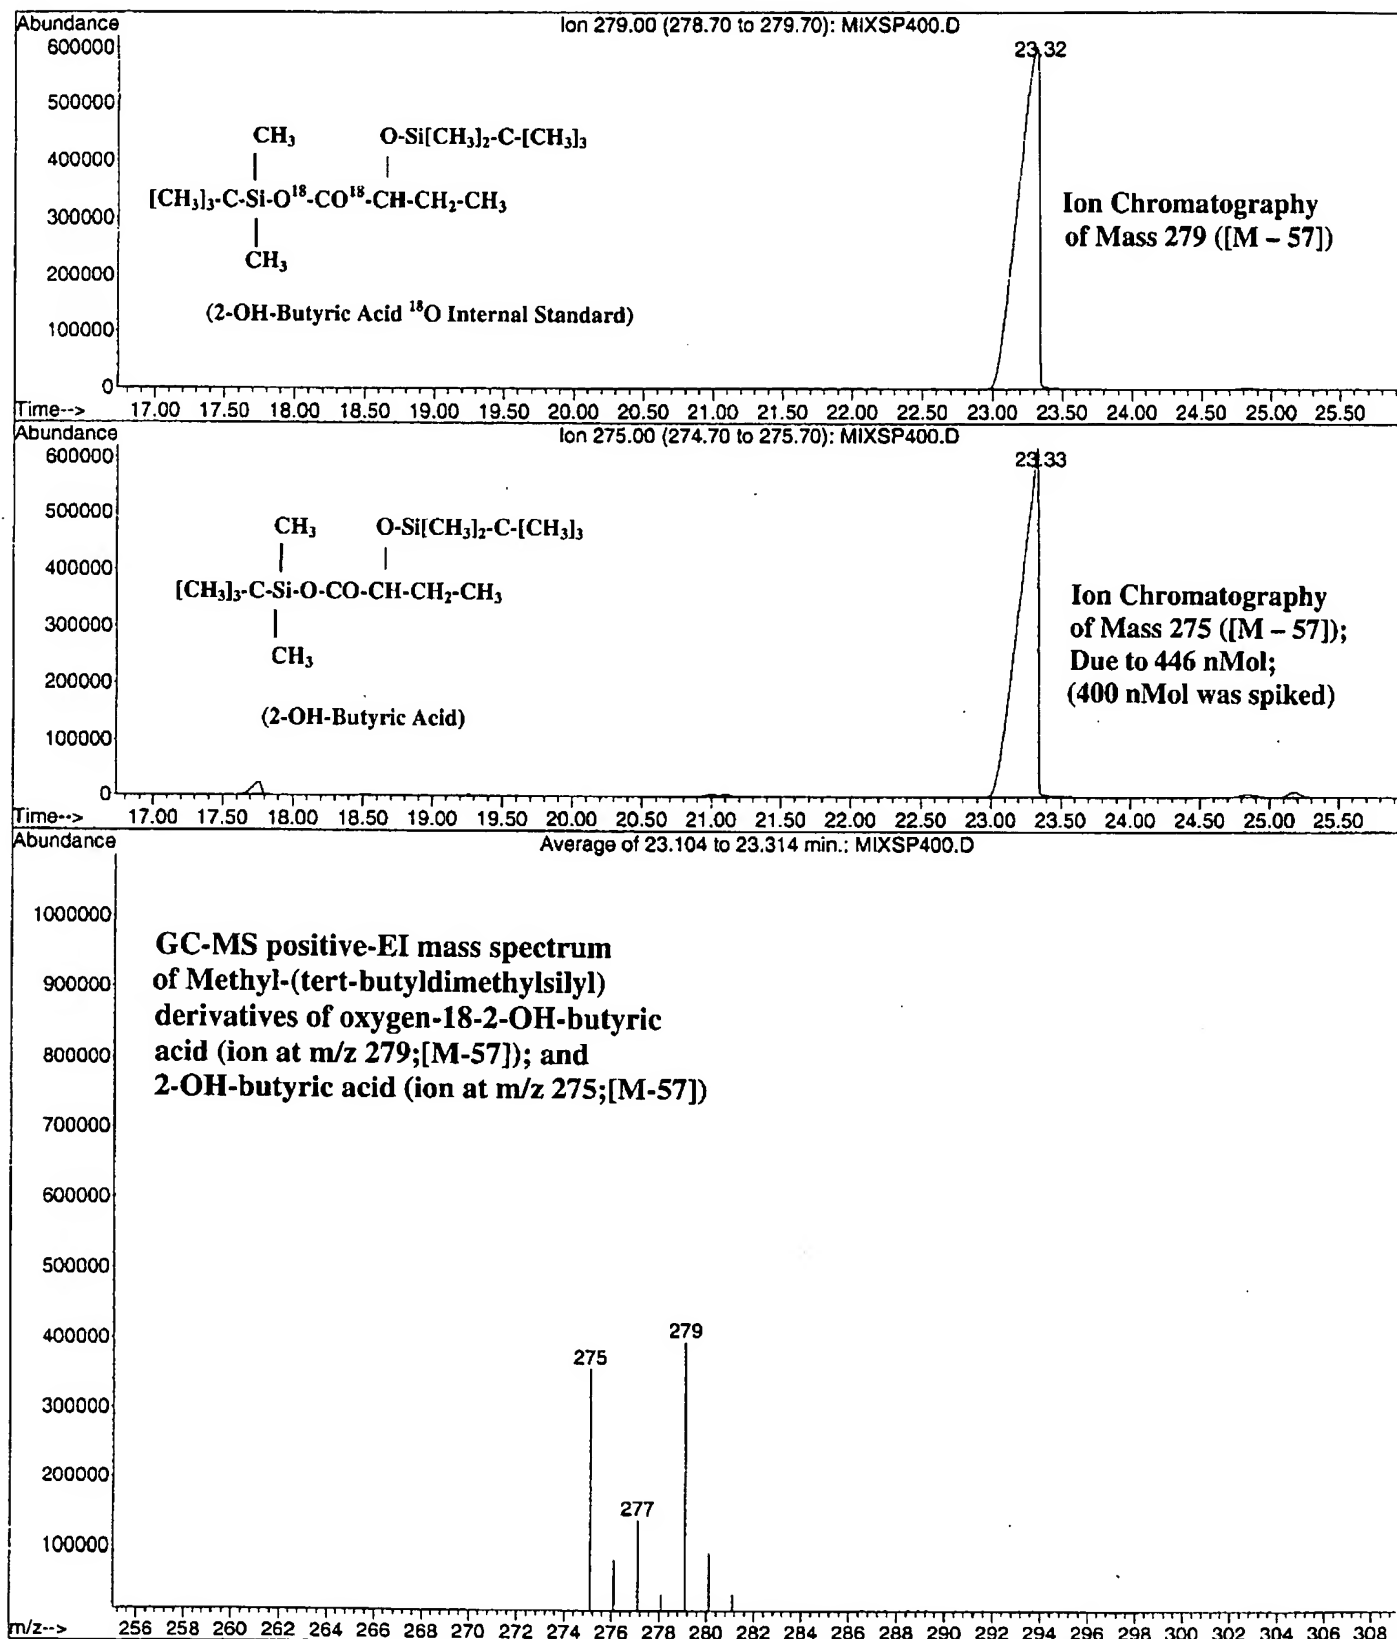 Abundance
Ion 279.00 (278.70 to 279.70): MIXSP400.D
600000
500000
400000
300000
200000
100000
0
23.32
CH₃ O-Si[CH₃]₂-C-[CH₃]₃
[CH₃]₃-C-Si-O¹⁸-CO¹⁸-CH-CH₂-CH₃
CH₃
(2-OH-Butyric Acid ¹⁸O Internal Standard)
Ion Chromatography
of Mass 279 ([M – 57])
Time--> 17.00 17.50 18.00 18.50 19.00 19.50 20.00 20.50 21.00 21.50 22.00 22.50 23.00 23.50 24.00 24.50 25.00 25.50
Abundance
Ion 275.00 (274.70 to 275.70): MIXSP400.D
600000
500000
400000
300000
200000
100000
0
23.33
CH₃ O-Si[CH₃]₂-C-[CH₃]₃
[CH₃]₃-C-Si-O-CO-CH-CH₂-CH₃
CH₃
(2-OH-Butyric Acid)
Ion Chromatography
of Mass 275 ([M – 57]);
Due to 446 nMol;
(400 nMol was spiked)
Time--> 17.00 17.50 18.00 18.50 19.00 19.50 20.00 20.50 21.00 21.50 22.00 22.50 23.00 23.50 24.00 24.50 25.00 25.50
Abundance
Average of 23.104 to 23.314 min.: MIXSP400.D
1000000
900000
800000
700000
600000
500000
400000
300000
200000
100000
GC-MS positive-EI mass spectrum
of Methyl-(tert-butyldimethylsilyl)
derivatives of oxygen-18-2-OH-butyric
acid (ion at m/z 279;[M-57]); and
2-OH-butyric acid (ion at m/z 275;[M-57])
279
275
277
m/z--> 256 258 260 262 264 266 268 270 272 274 276 278 280 282 284 286 288 290 292 294 296 298 300 302 304 306 308